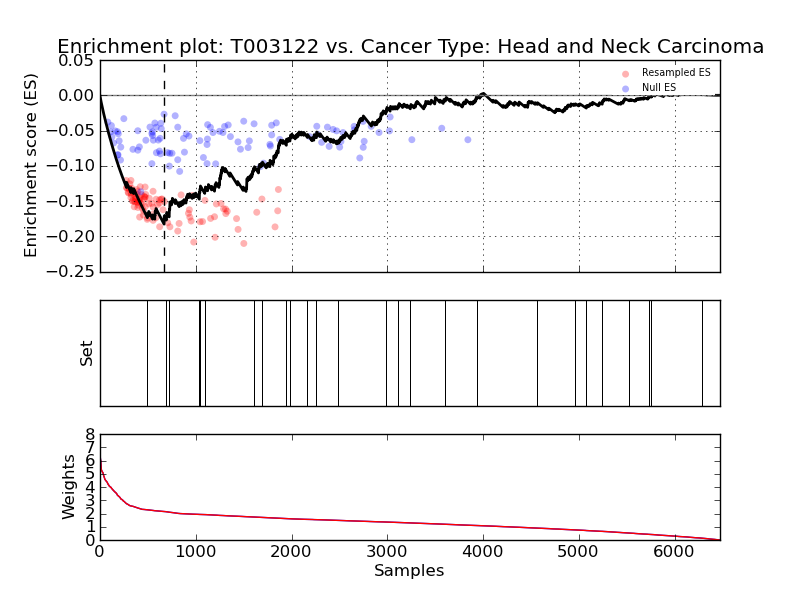 Enrichment plot: T003122 vs. Cancer Type: Head and Neck Carcinoma
Enrichment score (ES)
0.05
0.00
−0.05
−0.10
−0.15
−0.20
−0.25
Resampled ES
Null ES
Set
Weights
8
7
6
5
4
3
2
1
0
0 1000 2000 3000 4000 5000 6000
Samples